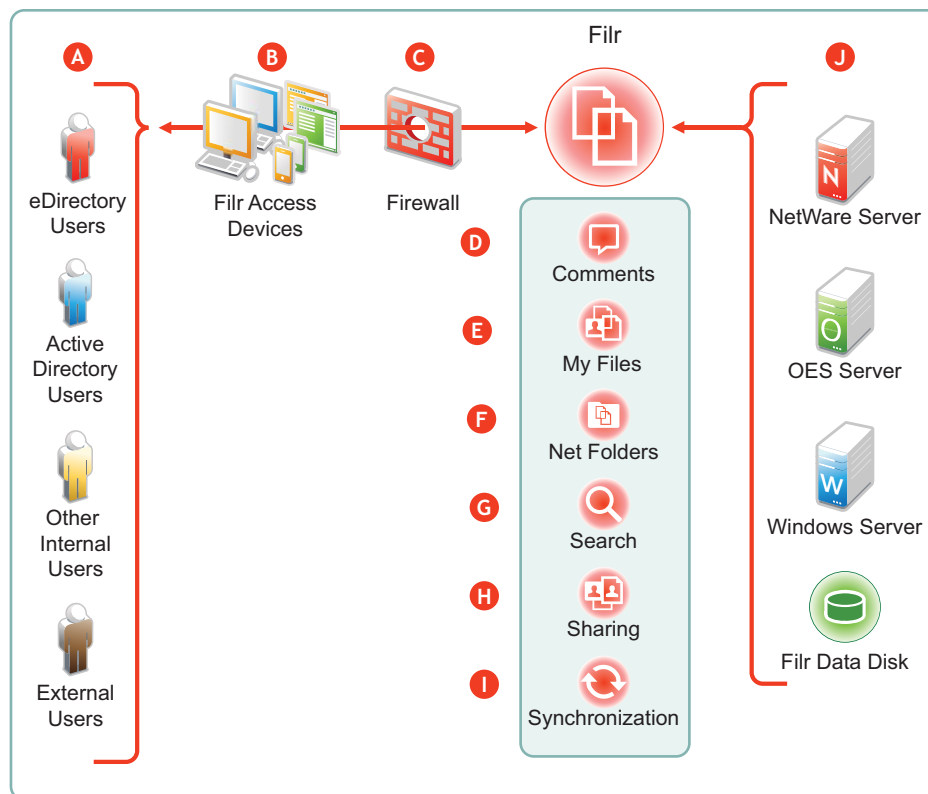 Filr
A
B
C
J
eDirectory
Users
Filr Access
Devices
Firewall
N
NetWare Server
D
Comments
Active
Directory
Users
E
My Files
O
OES Server
F
Net Folders
Other
Internal
Users
G
Search
W
Windows Server
H
Sharing
External
Users
I
Synchronization
Filr Data Disk